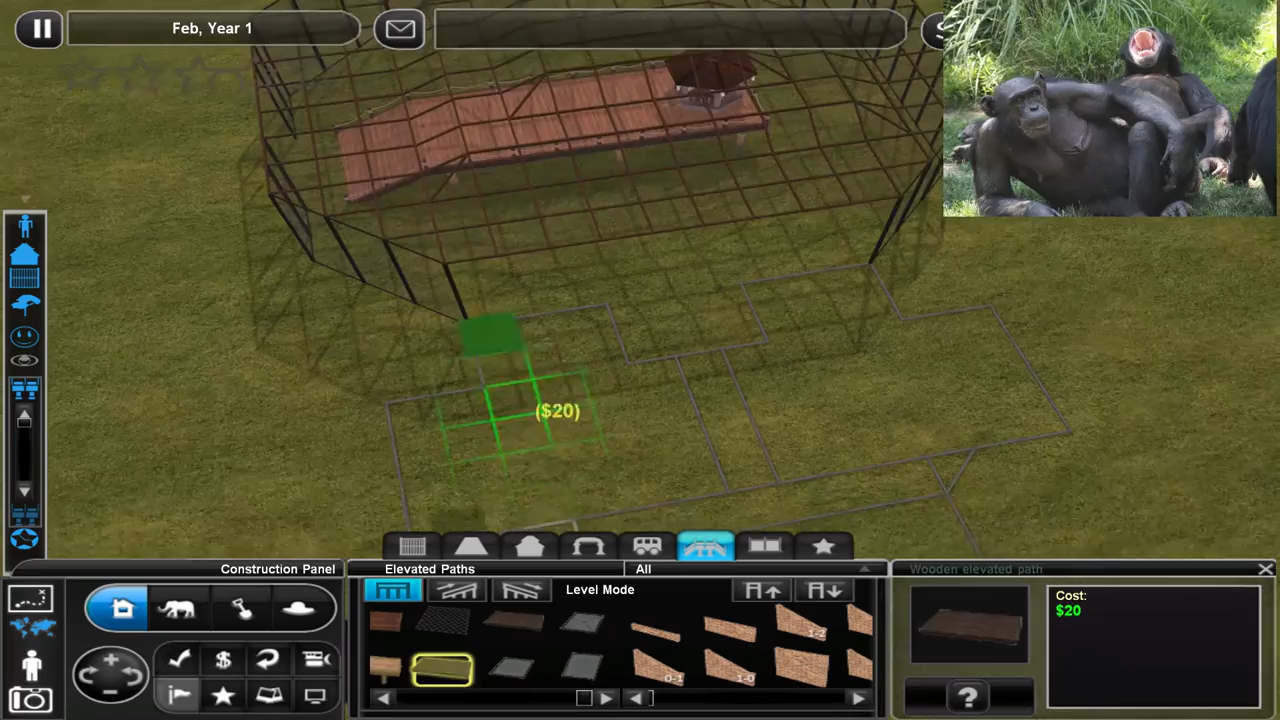 Feb, Year 1
$
($20)
Construction Panel
Elevated Paths
All
Wooden elevated path
Level Mode
Cost:
$20
1-2
0-1
1-0
$
?